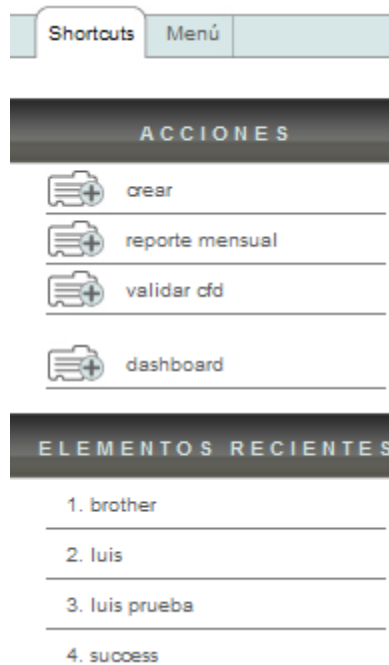 Shortcuts Menú
ACCIONES
crear
reporte mensual
validar cfd
dashboard
ELEMENTOS RECIENTES
1. brother
2. luis
3. luis prueba
4. success